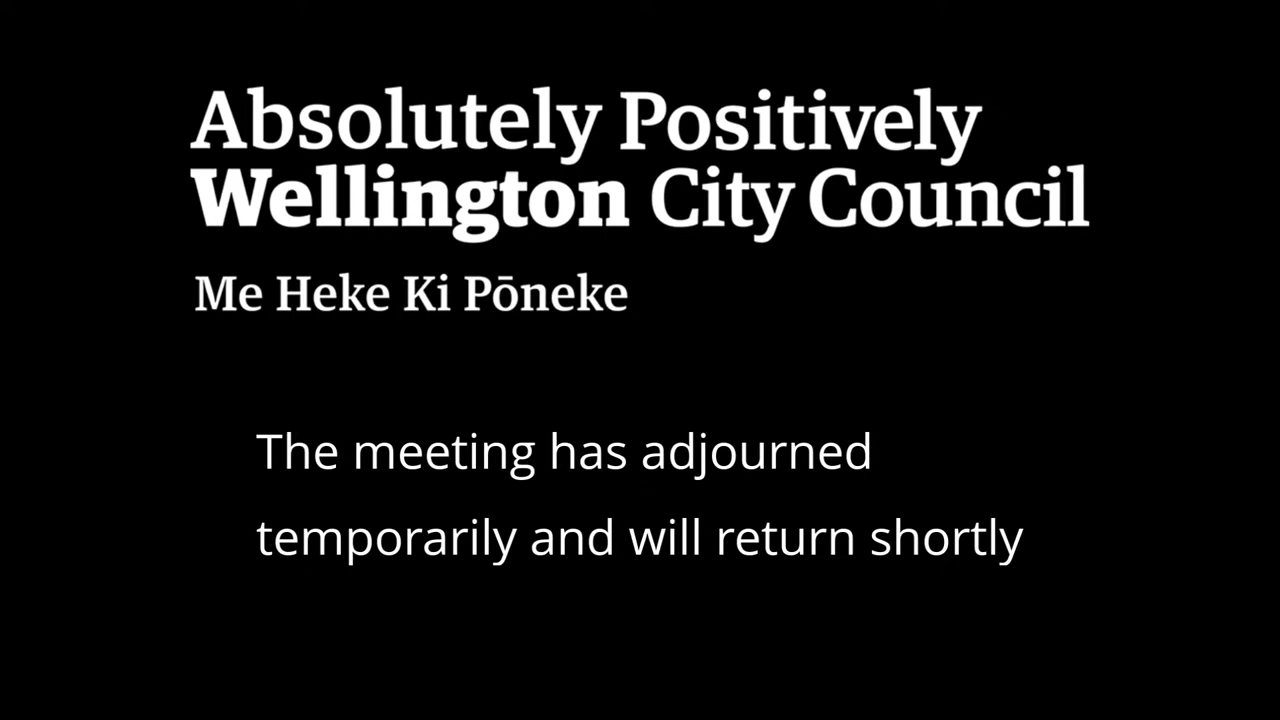 Absolutely Positively
Wellington City Council
Me Heke Ki Pōneke
The meeting has adjourned
temporarily and will return shortly